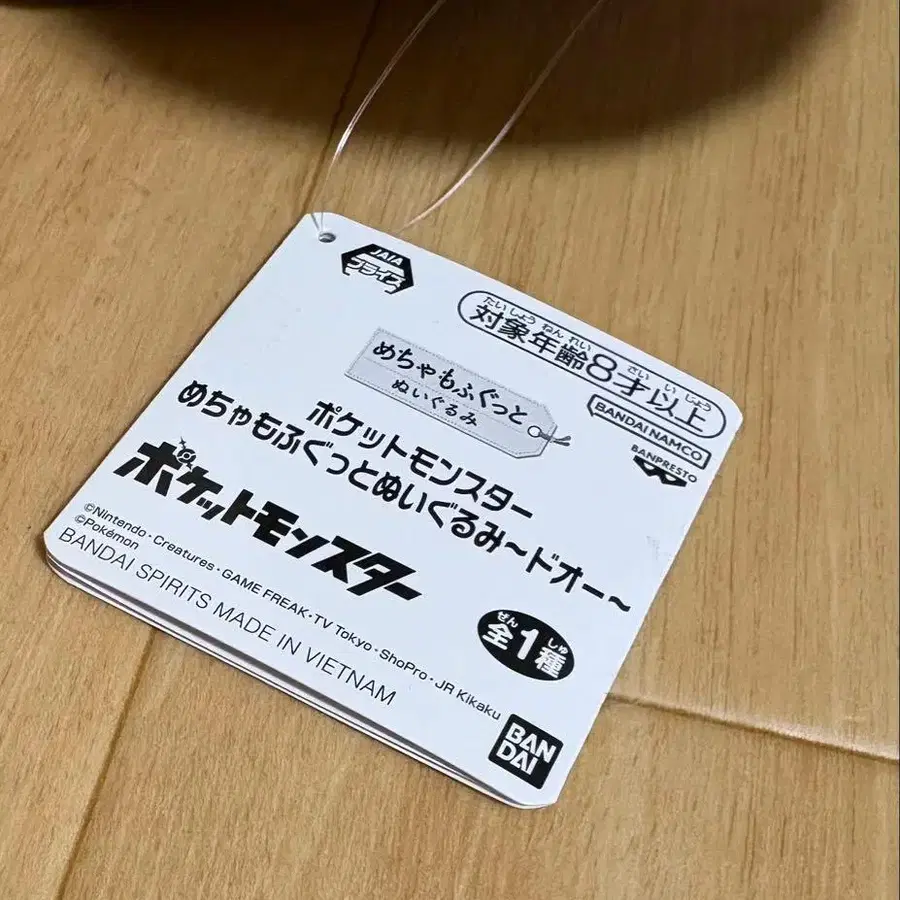 JAIA
プライズ
たいしょうねんれい さいいじょう
対象年齢8才以上
めちゃもふぐっと
ぬいぐるみ
BANDAI NAMCO
BANPRESTO
ポケットモンスター
めちゃもふぐっとぬいぐるみ〜ドオー〜
ポケットモンスター
©Nintendo・Creatures・GAME FREAK・TV Tokyo・ShoPro・JR Kikaku
©Pokémon
BANDAI SPIRITS MADE IN VIETNAM
ぜん しゅ
全1種
BAN
DAI